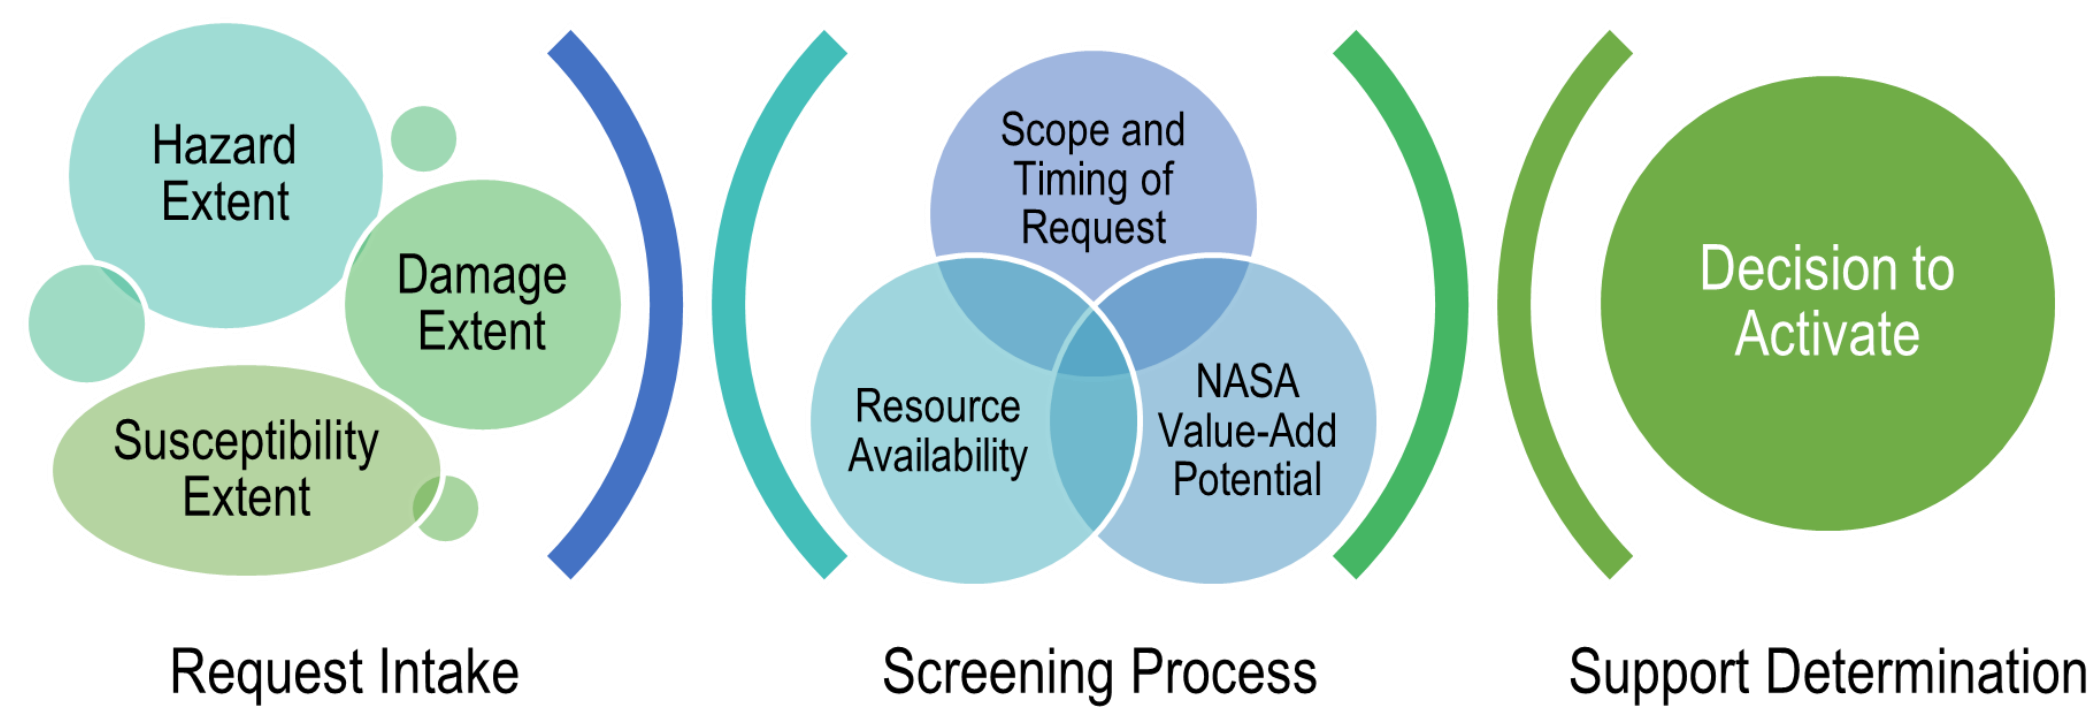 Hazard
Extent
Damage
Extent
Susceptibility
Extent
Request Intake
Scope and
Timing of
Request
Resource
Availability
NASA
Value-Add
Potential
Screening Process
Decision to
Activate
Support Determination